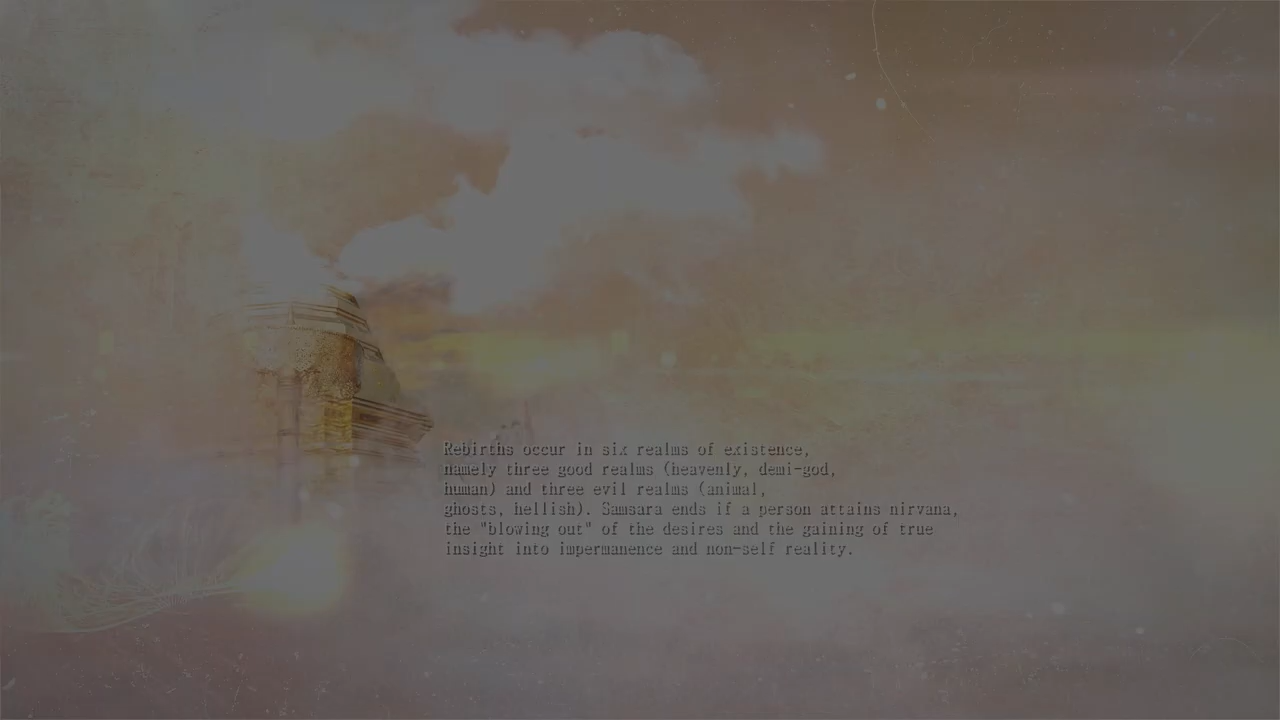 Rebirths occur in six realms of existence,
namely three good realms (heavenly, demi-god,
human) and three evil realms (animal,
ghosts, hellish). Samsara ends if a person attains nirvana,
the "blowing out" of the desires and the gaining of true
insight into impermanence and non-self reality.